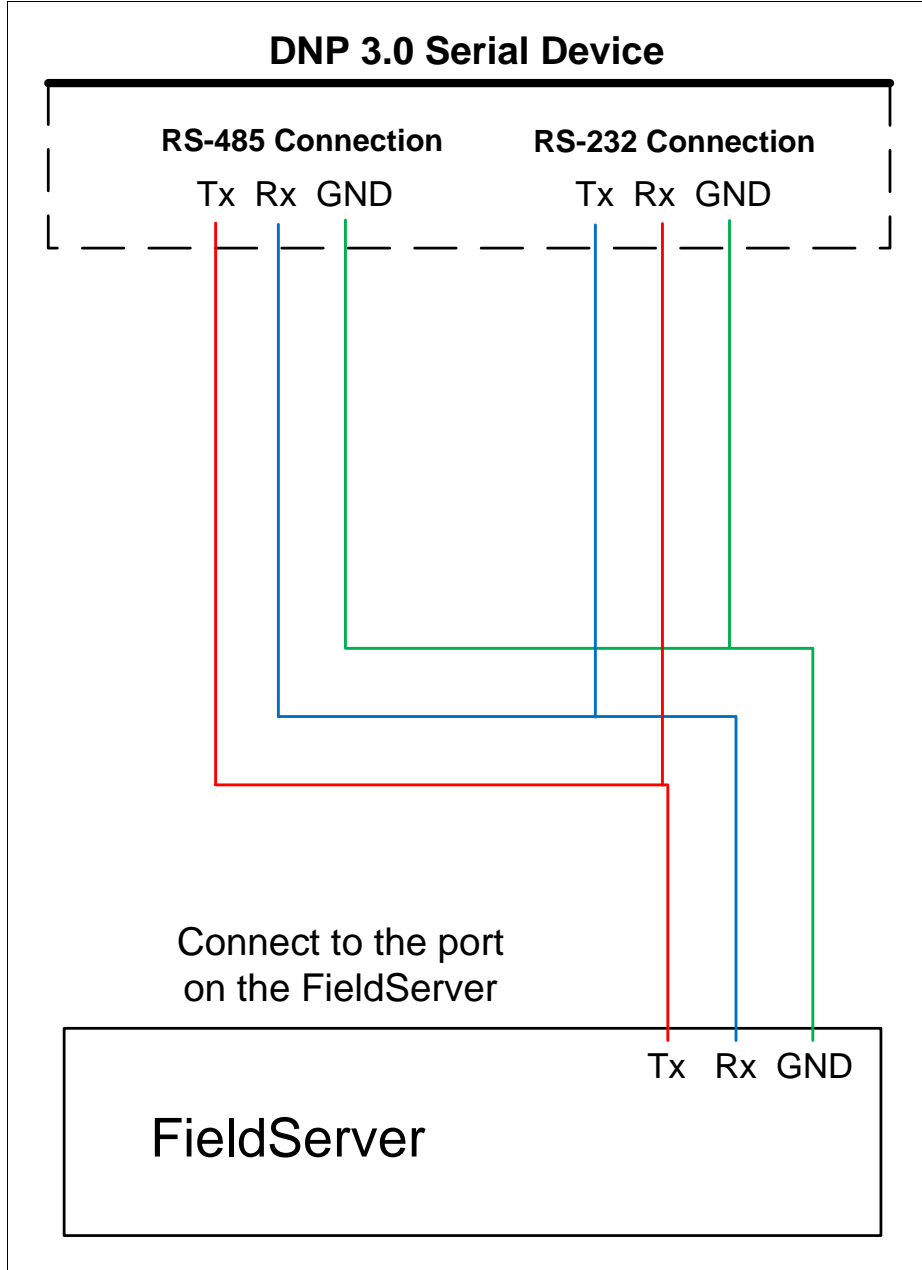 DNP 3.0 Serial Device
RS-485 Connection
RS-232 Connection
Tx Rx GND
Tx Rx GND
Connect to the port
on the FieldServer
Tx Rx GND
FieldServer